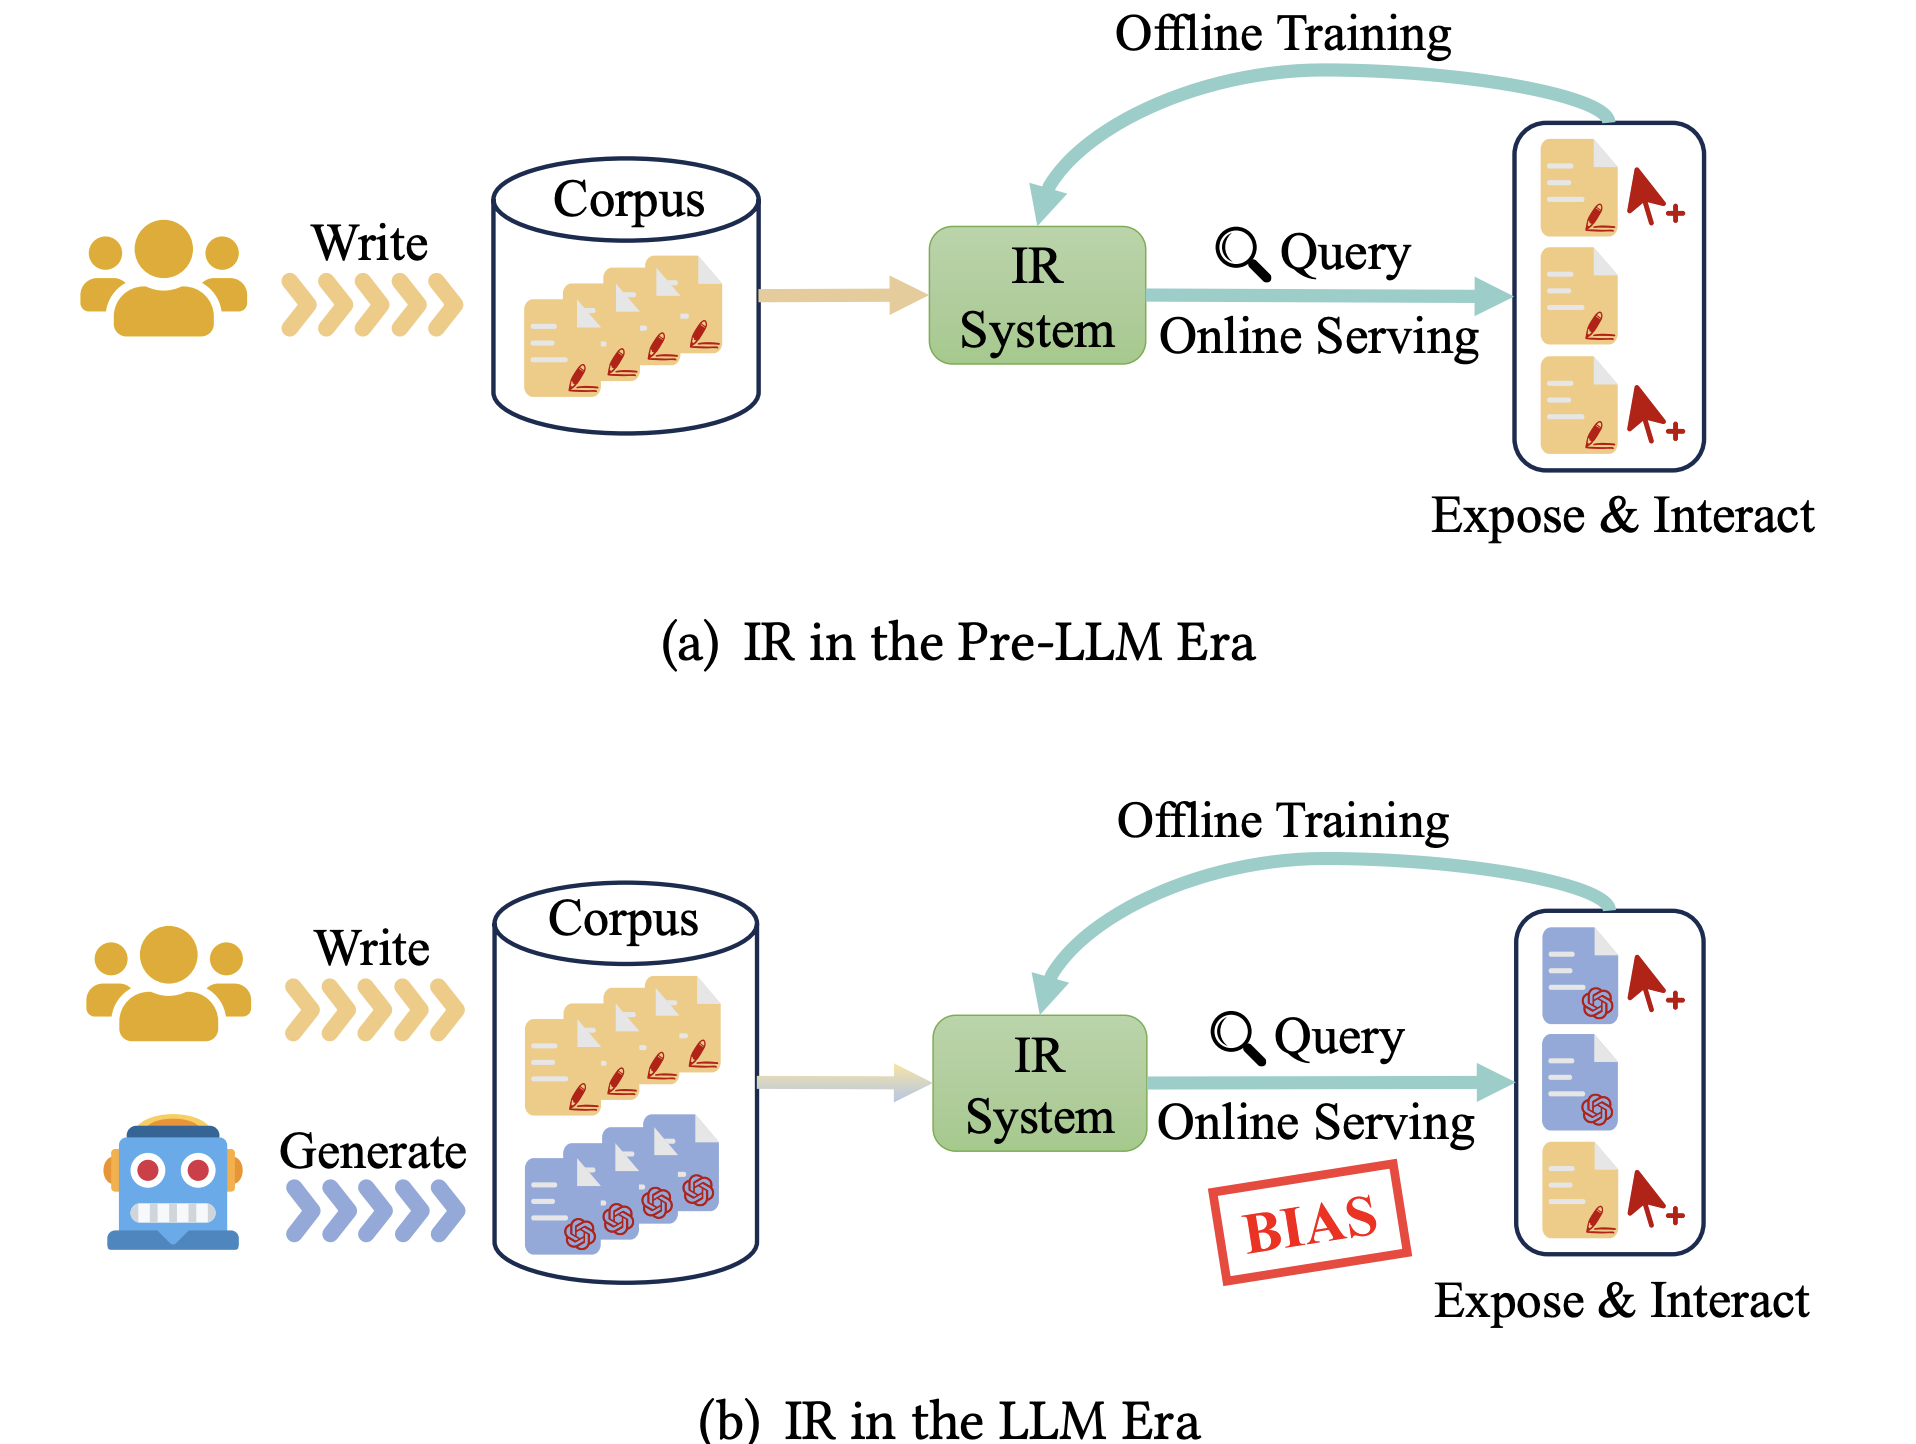 Offline Training
Write
Corpus
IR
System
Query
Online Serving
Expose & Interact
(a) IR in the Pre-LLM Era
Offline Training
Write
Generate
Corpus
IR
System
Query
Online Serving
BIAS
Expose & Interact
(b) IR in the LLM Era